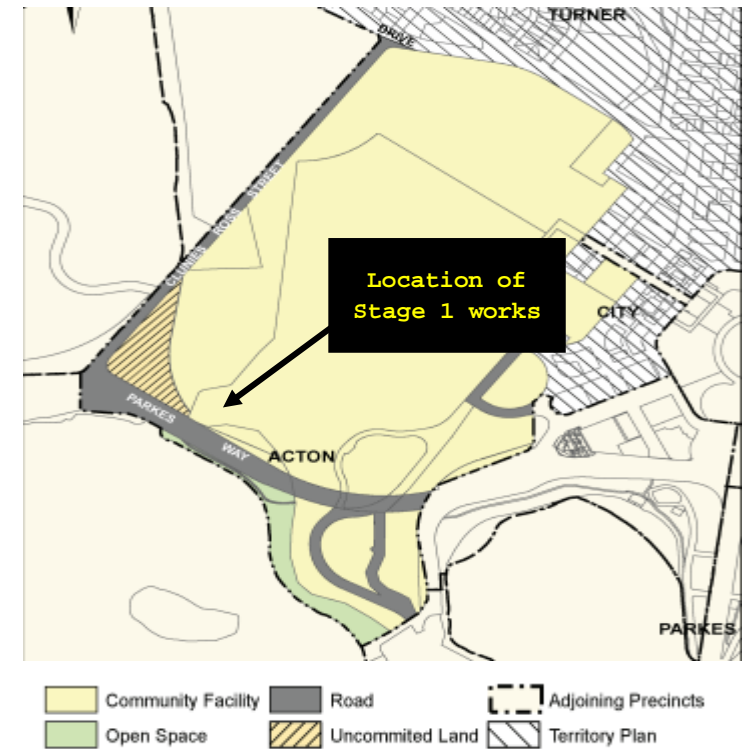 TURNER
DRIVE
CLUNIES ROSS STREET
Location of
Stage 1 works
CITY
PARKES WAY
ACTON
PARKES
Community Facility
Road
Adjoining Precincts
Open Space
Uncommited Land
Territory Plan